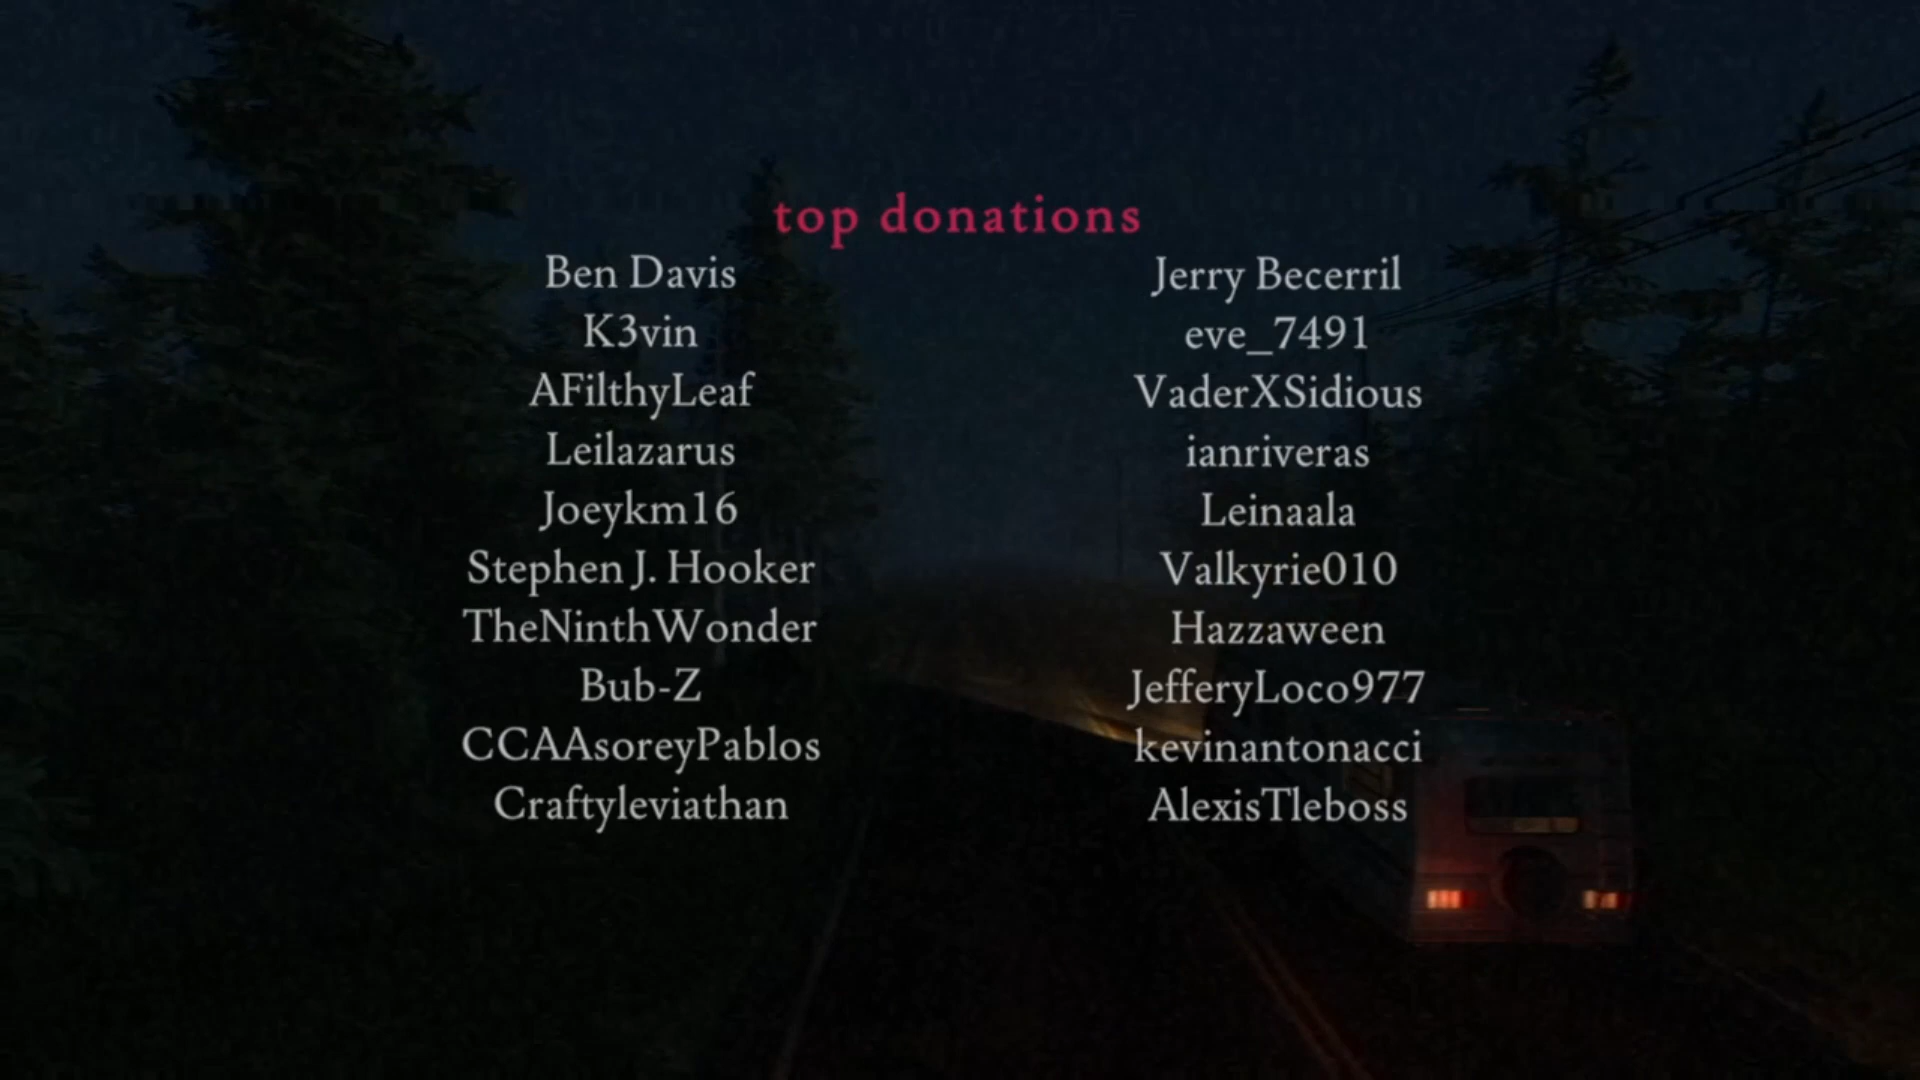 top donations
Ben Davis
K3vin
AFilthyLeaf
Leilazarus
Joeykm16
Stephen J. Hooker
TheNinthWonder
Bub-Z
CCAAsoreyPablos
Craftyleviathan
Jerry Becerril
eve_7491
VaderXSidious
ianriveras
Leinaala
Valkyrie010
Hazzaween
JefferyLoco977
kevinantonacci
AlexisTleboss